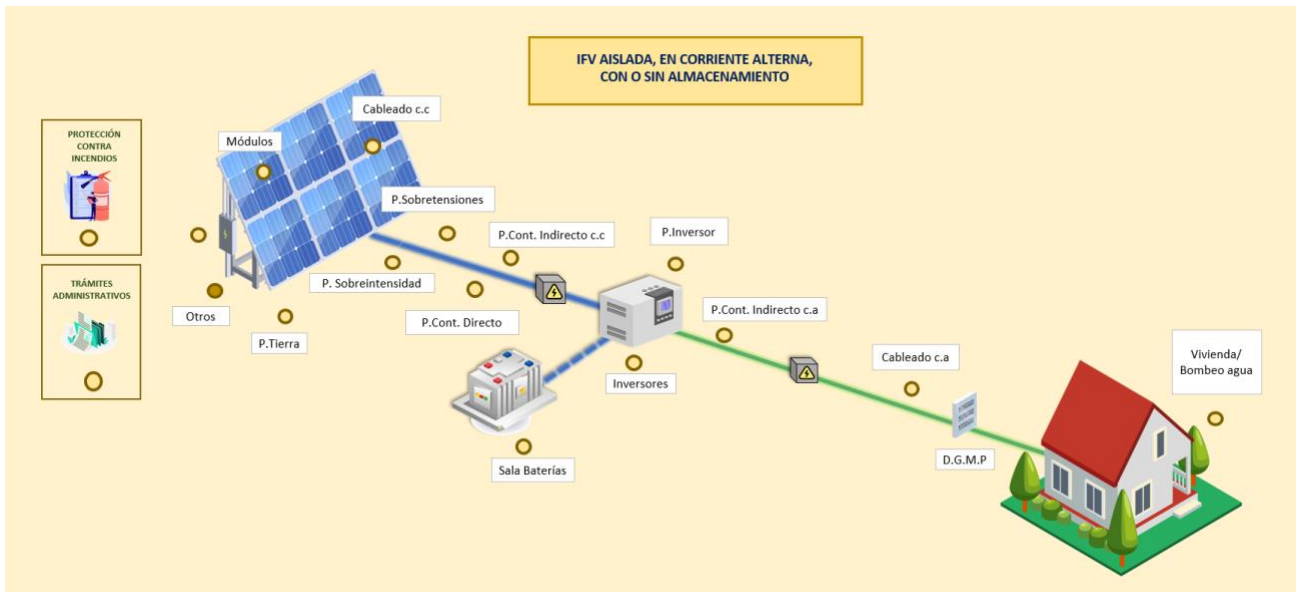 IFV AISLADA, EN CORRIENTE ALTERNA,
CON O SIN ALMACENAMIENTO
PROTECCIÓN
CONTRA
INCENDIOS
TRÁMITES
ADMINISTRATIVOS
Cableado c.c
Módulos
P.Sobretensiones
P.Cont. Indirecto c.c
P.Inversor
P. Sobreintensidad
Otros
P.Tierra
P.Cont. Directo
P.Cont. Indirecto c.a
Inversores
Cableado c.a
Vivienda/
Bombeo agua
Sala Baterías
D.G.M.P